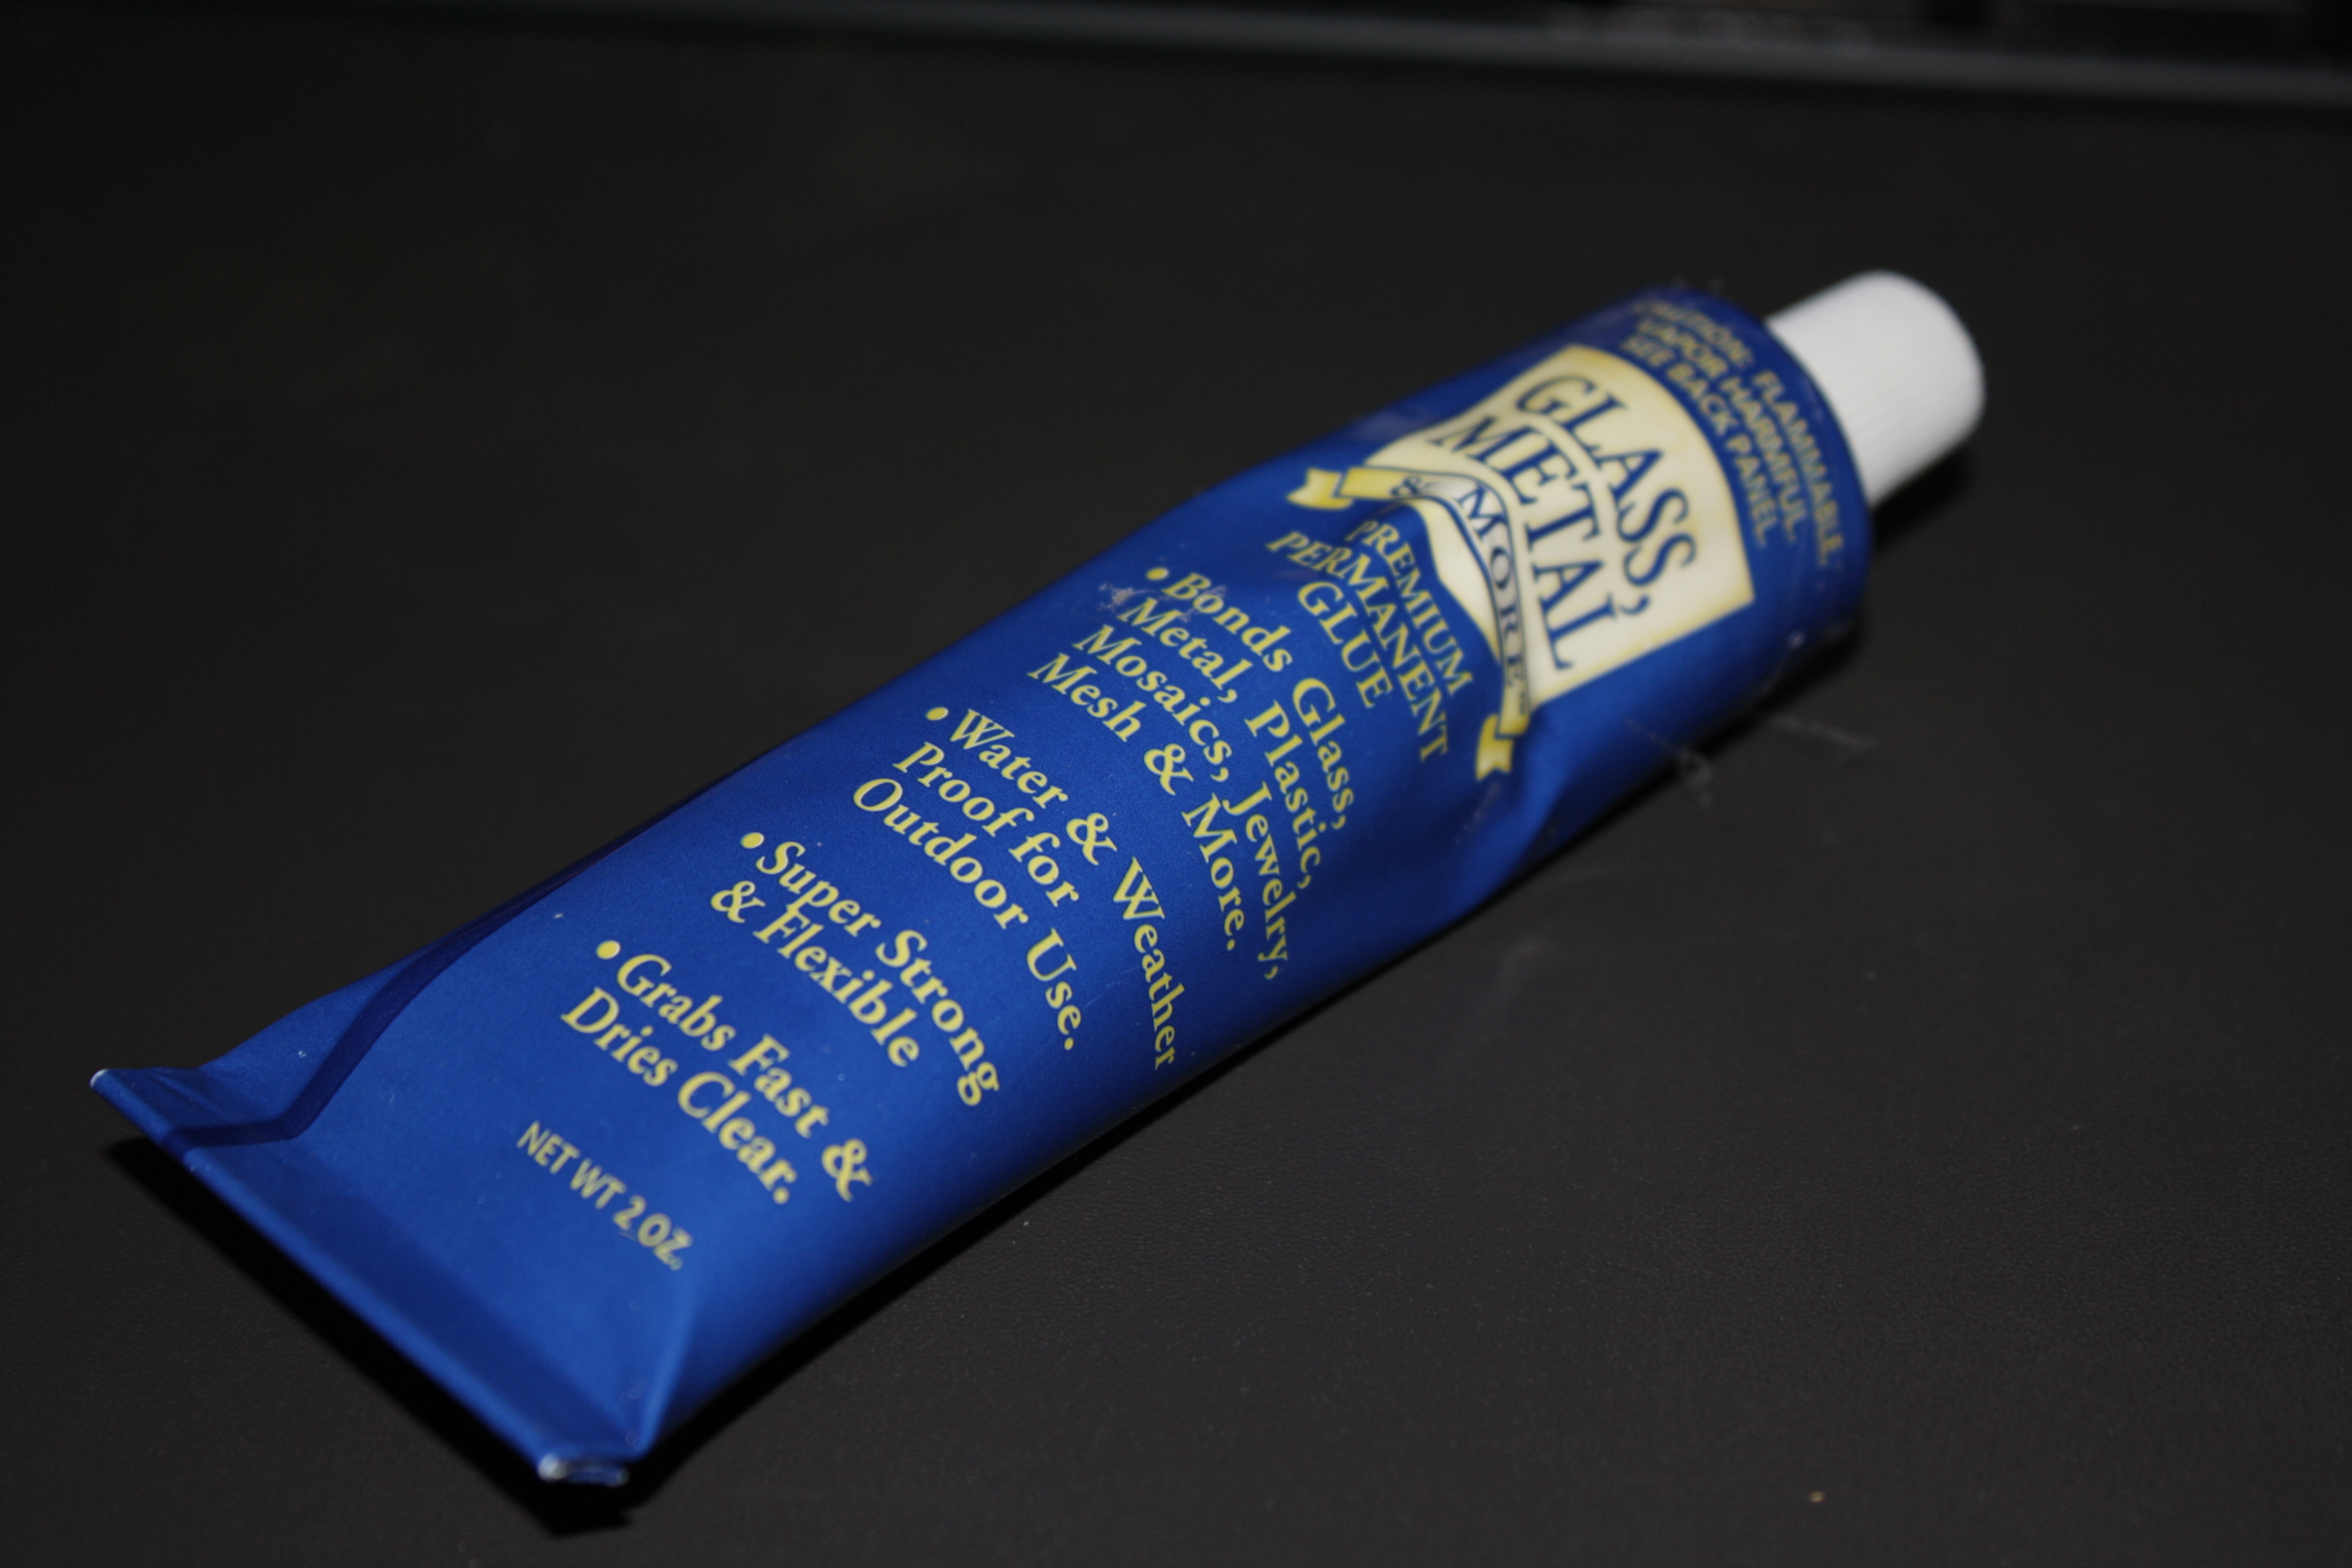 CAUTION: FLAMMABLE.
VAPOR HARMFUL.
SEE BACK PANEL.
GLASS,
METAL,
& MORE™
PREMIUM
PERMANENT
GLUE
• Bonds Glass,
Metal, Plastic,
Mosaics, Jewelry,
Mesh & More.
• Water & Weather
Proof for
Outdoor Use.
• Super Strong
& Flexible
• Grabs Fast &
Dries Clear.
NET WT 2 OZ.